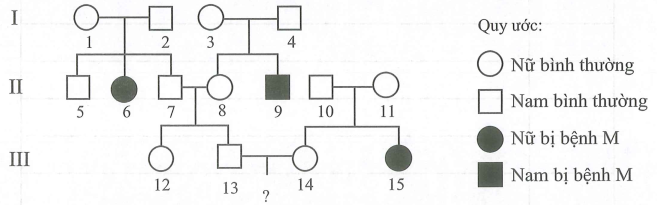 I
1 2 3 4
Quy ước:
Nữ bình thường
II
5 6 7 8 9 10 11
Nam bình thường
Nữ bị bệnh M
III
12 13 ? 14 15
Nam bị bệnh M